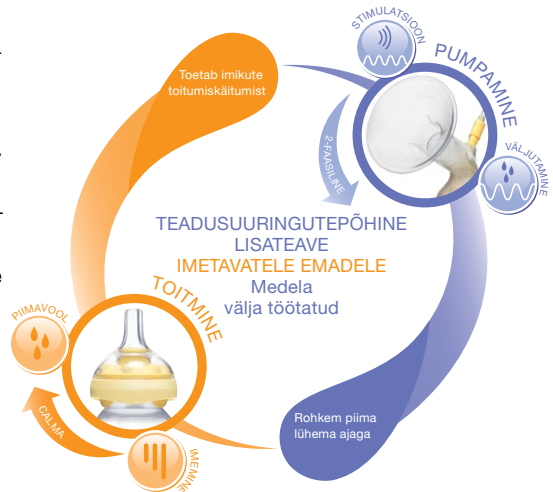 STIMULATSIOON
PUMPAMINE
VÄLJUTAMINE
2-FAASILINE
Toetab imikute
toitumiskäitumist
TEADUSUURINGUTEPÕHINE
LISATEAVE
IMETAVATELE EMADELE
Medela
välja töötatud
TOITMINE
PIIMAVOOL
CALMA
IMEMINE
Rohkem piima
lühema ajaga